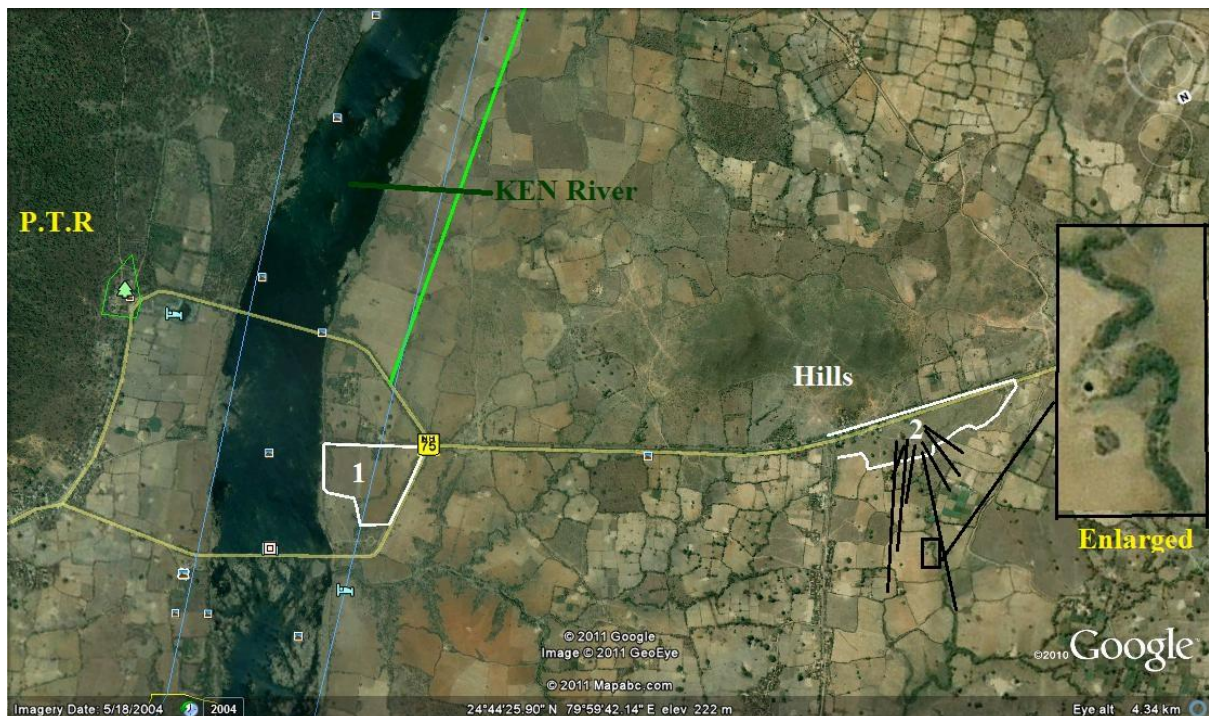 KEN River
P.T.R
Hills
NH
75
2
1
Enlarged
N
© 2011 Google
Image © 2011 GeoEye
© 2011 Mapabc.com
©2010 Google
Imagery Date: 5/18/2004
2004
24°44'25.90" N 79°59'42.14" E elev 222 m
Eye alt 4.34 km